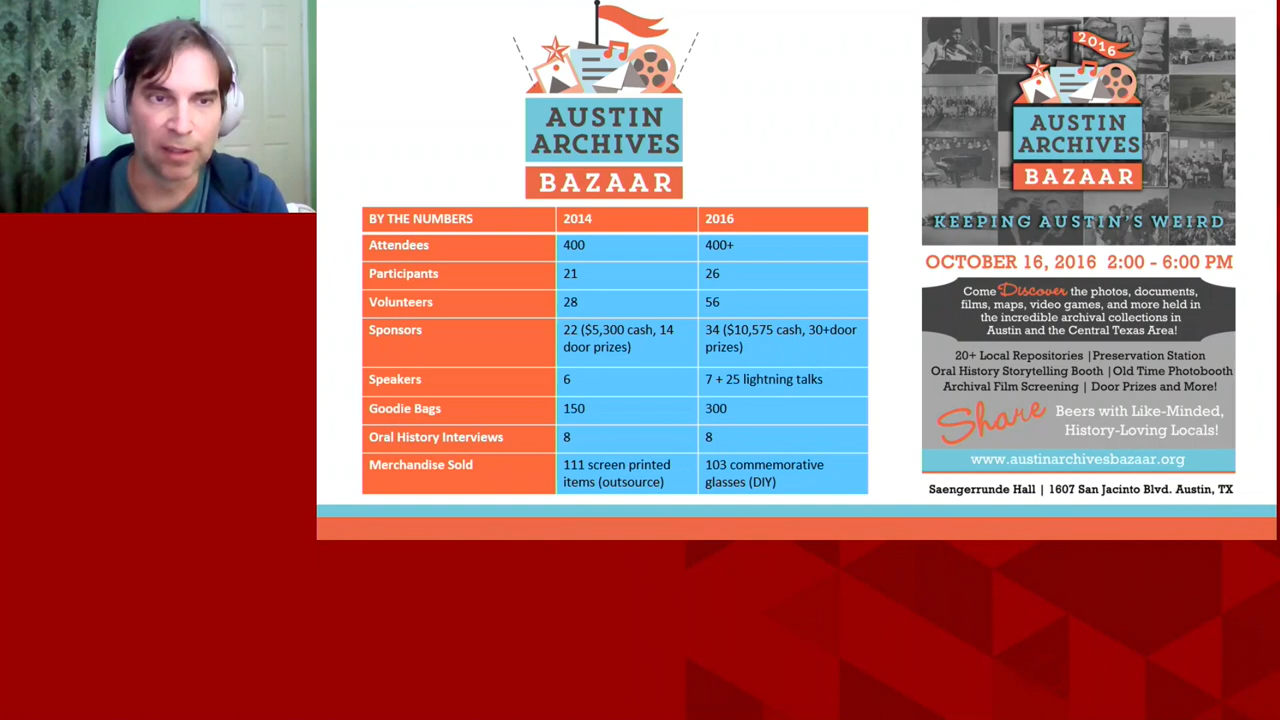 AUSTIN
ARCHIVES
BAZAAR
BY THE NUMBERS 2014 2016
Attendees 400 400+
Participants 21 26
Volunteers 28 56
Sponsors 22 ($5,300 cash, 14 door prizes) 34 ($10,575 cash, 30+door prizes)
Speakers 6 7 + 25 lightning talks
Goodie Bags 150 300
Oral History Interviews 8 8
Merchandise Sold 111 screen printed items (outsource) 103 commemorative glasses (DIY)
2016
AUSTIN
ARCHIVES
BAZAAR
KEEPING AUSTIN'S WEIRD
OCTOBER 16, 2016 2:00 - 6:00 PM
Come Discover the photos, documents,
films, maps, video games, and more held in
the incredible archival collections in
Austin and the Central Texas Area!
20+ Local Repositories |Preservation Station
Oral History Storytelling Booth |Old Time Photobooth
Archival Film Screening | Door Prizes and More!
Share Beers with Like-Minded,
History-Loving Locals!
www.austinarchivesbazaar.org
Saengerrunde Hall | 1607 San Jacinto Blvd. Austin, TX